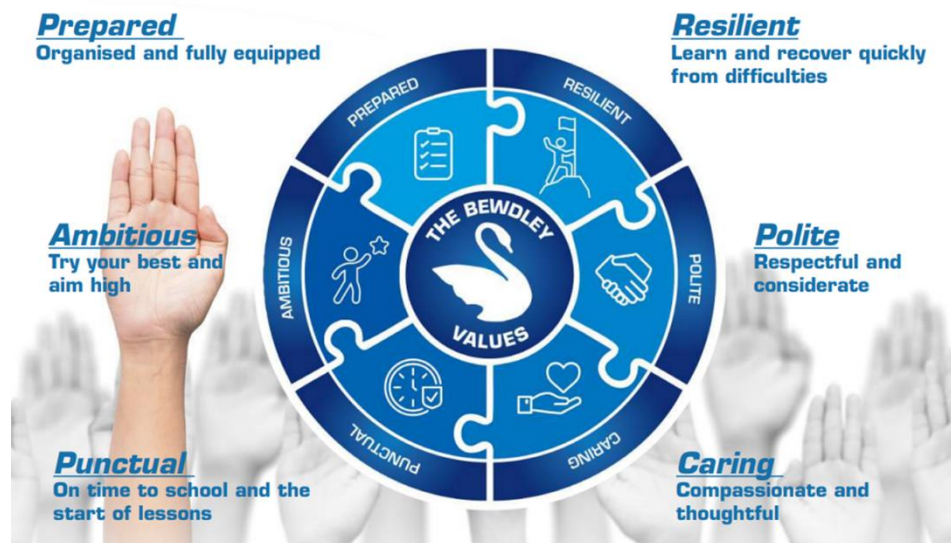 Prepared
Organised and fully equipped
Resilient
Learn and recover quickly
from difficulties
PREPARED
RESILIENT
AMBITIOUS
THE BEWDLEY
VALUES
POLITE
PUNCTUAL
CARING
Ambitious
Try your best and
aim high
Polite
Respectful and
considerate
Punctual
On time to school and the
start of lessons
Caring
Compassionate and
thoughtful